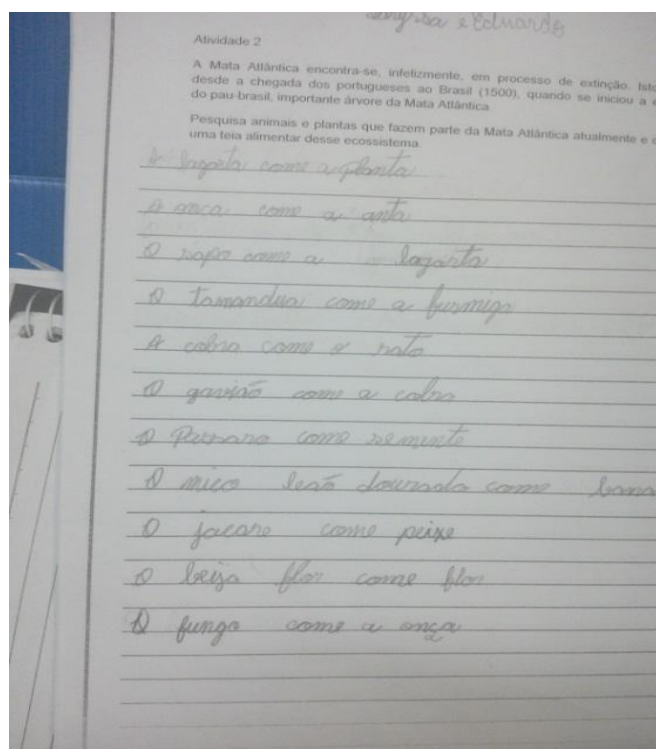 e Eduardo
Atividade 2
A Mata Atlântica encontra-se, infelizmente, em processo de extinção. Isto
desde a chegada dos portugueses ao Brasil (1500), quando se iniciou a e
do pau-brasil, importante árvore da Mata Atlântica
Pesquisa animais e plantas que fazem parte da Mata Atlântica atualmente e c
uma teia alimentar desse ecossistema.
A lagarta come a planta
A onca come a anta
O sapo come a lagarta
O tamandua come a furmiga
A cobra come o rato
O gavião come a cobra
O Passaro come semente
O mico leão dourado come bana
O jacare come peixe
O beija flor come flor
O fungo come a onça